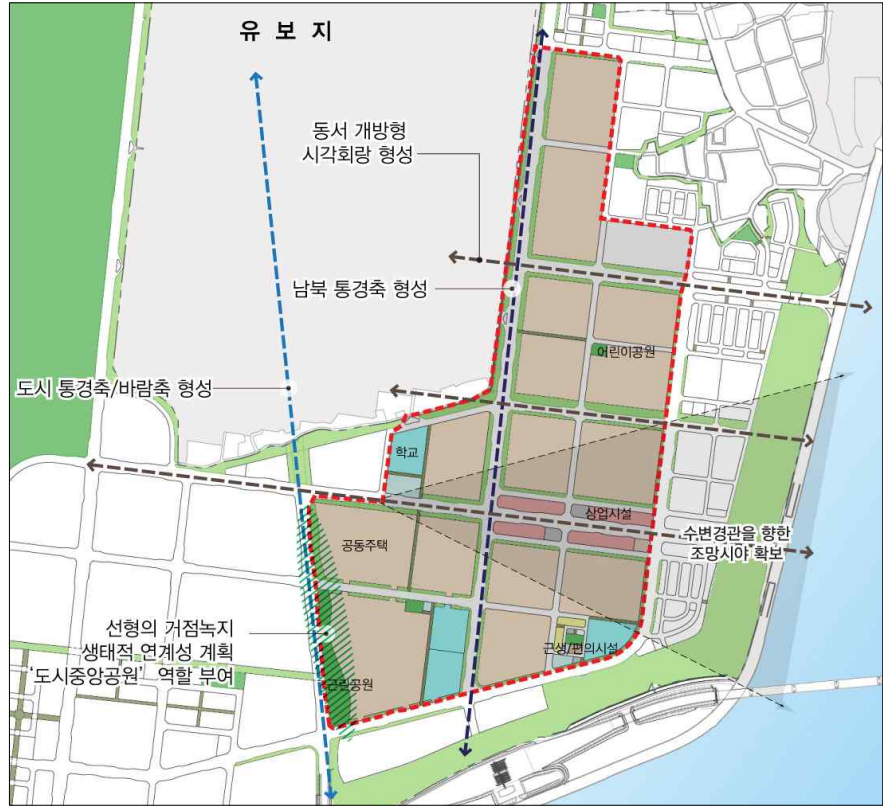 유 보 지
동서 개방형
시각회랑 형성
남북 통경축 형성
어린이공원
도시 통경축/바람축 형성
학교
상업시설
수변경관을 향한
조망시야 확보
공동주택
선형의 거점녹지
생태적 연계성 계획
'도시중앙공원' 역할 부여
근생/편의시설
근린공원